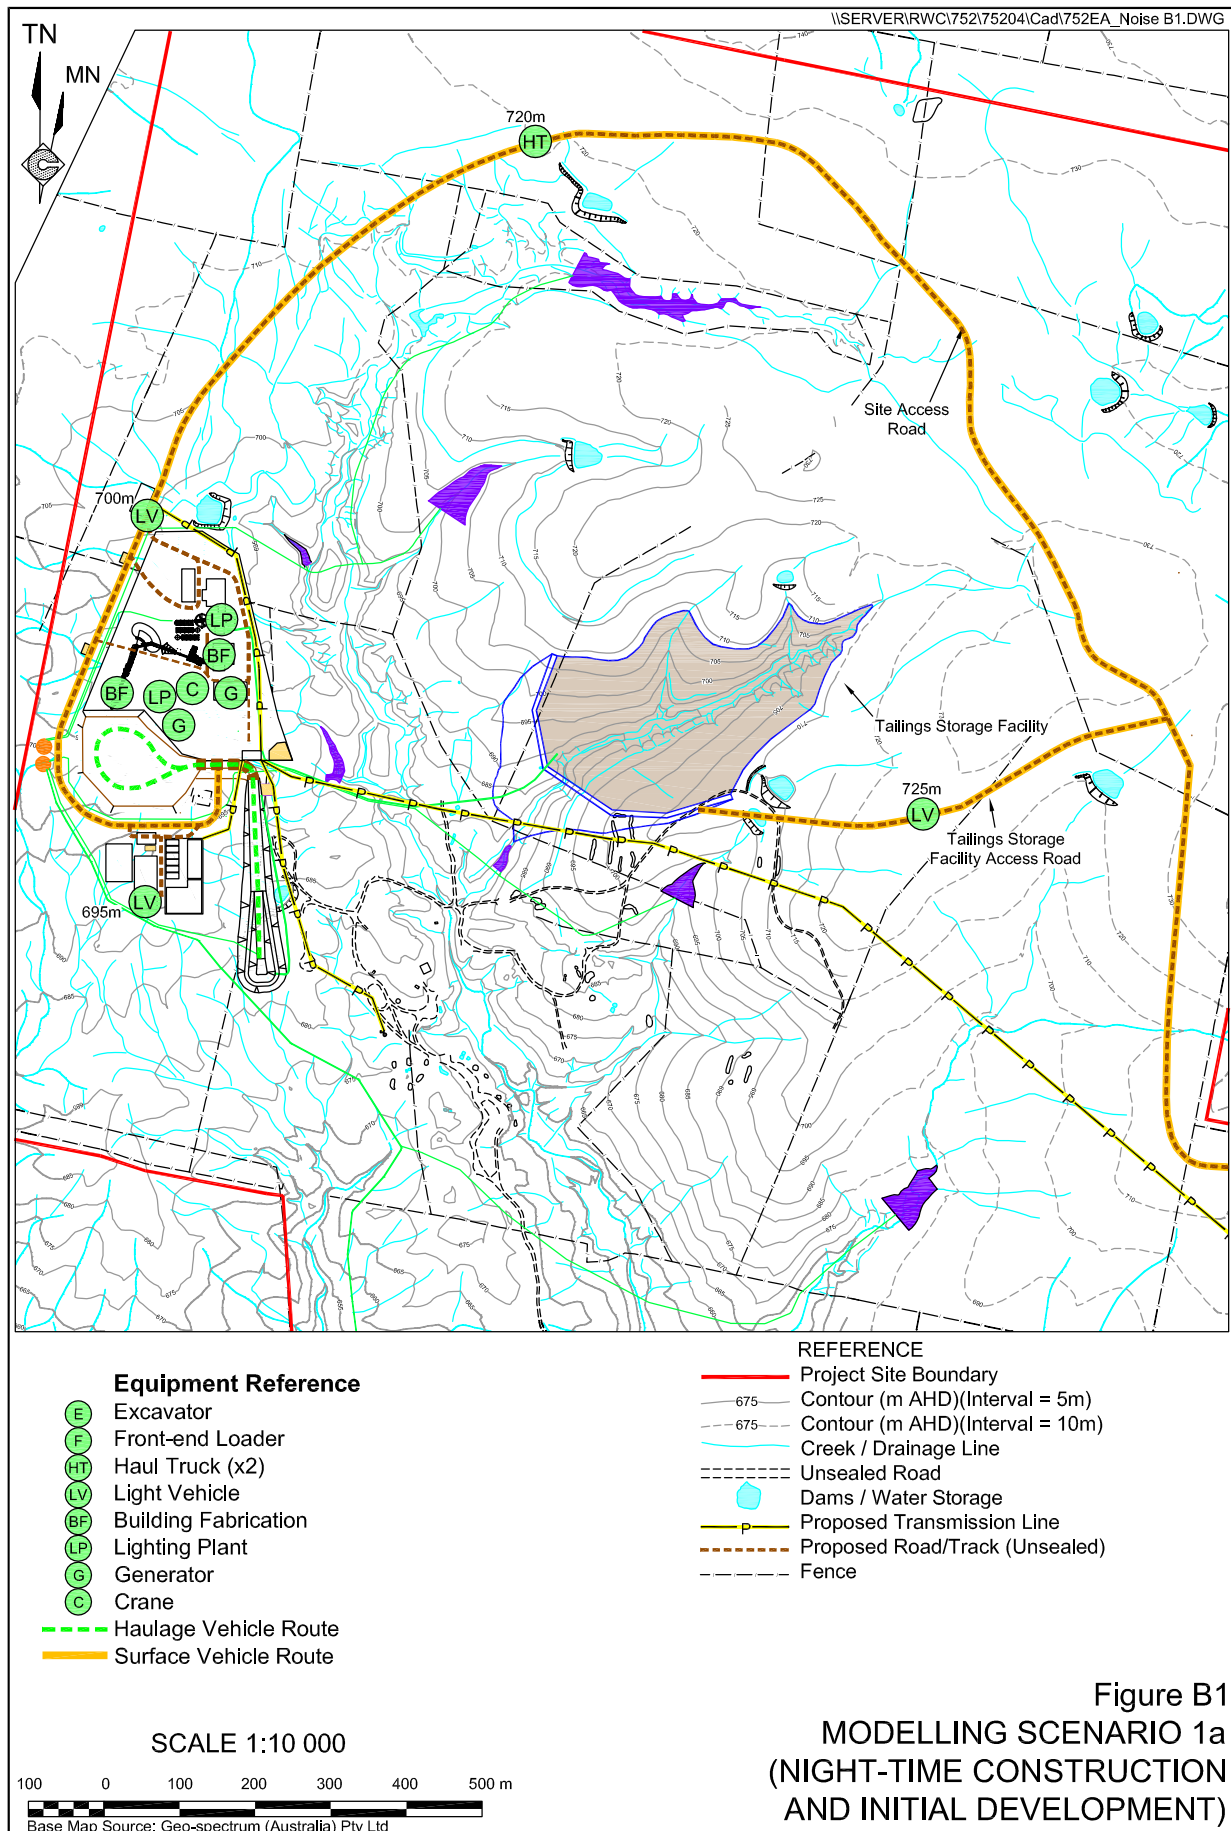 \\SERVER\RWC\752\75204\Cad\752EA_Noise B1.DWG
TN
MN
720m
HT
740
730
720
730
710
720
Site Access
Road
700m
LV
LP
BF
BF
LP
C
G
G
Tailings Storage Facility
725m
LV
Tailings Storage
Facility Access Road
695m
LV
P
Equipment Reference
E Excavator
F Front-end Loader
HT Haul Truck (x2)
LV Light Vehicle
BF Building Fabrication
LP Lighting Plant
G Generator
C Crane
Haulage Vehicle Route
Surface Vehicle Route
REFERENCE
Project Site Boundary
675 Contour (m AHD)(Interval = 5m)
675 Contour (m AHD)(Interval = 10m)
Creek / Drainage Line
Unsealed Road
Dams / Water Storage
P Proposed Transmission Line
Proposed Road/Track (Unsealed)
Fence
SCALE 1:10 000
100 0 100 200 300 400 500 m
Base Map Source: Geo-spectrum (Australia) Pty Ltd
Figure B1
MODELLING SCENARIO 1a
(NIGHT-TIME CONSTRUCTION
AND INITIAL DEVELOPMENT)